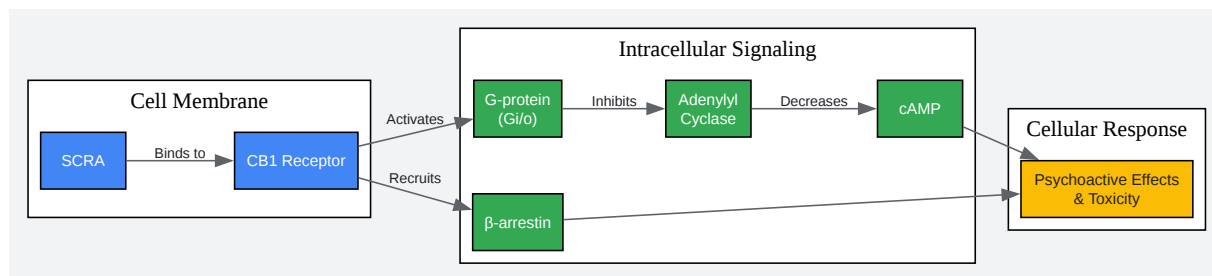 Cell Membrane
SCRA
Binds to
CB1 Receptor
Activates
Recruits
Intracellular Signaling
G-protein
(Gi/o)
Inhibits
Adenylyl
Cyclase
Decreases
cAMP
β-arrestin
Cellular Response
Psychoactive Effects
& Toxicity